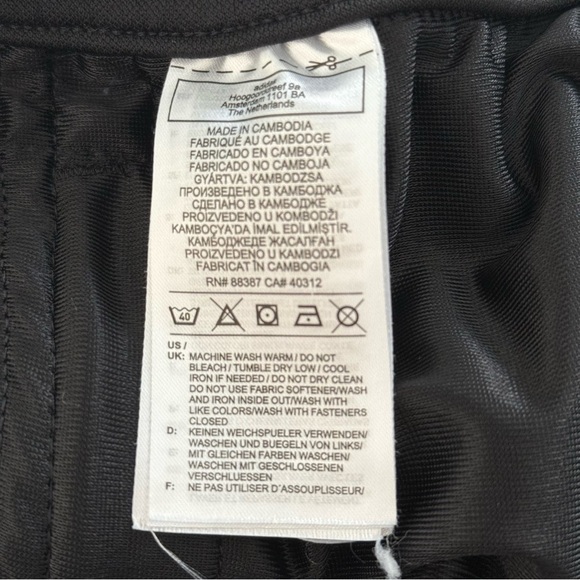 adidas
Hoogoorddreef 9a
Amsterdam 1101 BA
The Netherlands
MADE IN CAMBODIA
FABRIQUÉ AU CAMBODGE
FABRICADO EN CAMBOYA
FABRICADO NO CAMBOJA
GYÁRTVA: KAMBODZSA
ПРОИЗВЕДЕНО В КАМБОДЖА
СДЕЛАНО В КАМБОДЖЕ
PROIZVEDENO U KOMBODŽI
KAMBOÇYA'DA İMAL EDİLMİŞTİR.
КАМБОДЖЕДЕ ЖАСАЛҒАН
PROIZVEDENO U KAMBODZI
FABRICAT ÎN CAMBOGIA
RN# 88387 CA# 40312
40
US /
UK: MACHINE WASH WARM / DO NOT
BLEACH / TUMBLE DRY LOW / COOL
IRON IF NEEDED / DO NOT DRY CLEAN
DO NOT USE FABRIC SOFTENER/WASH
AND IRON INSIDE OUT/WASH WITH
LIKE COLORS/WASH WITH FASTENERS
CLOSED
D: KEINEN WEICHSPUELER VERWENDEN/
WASCHEN UND BUEGELN VON LINKS/
MIT GLEICHEN FARBEN WASCHEN/
WASCHEN MIT GESCHLOSSENEN
VERSCHLUESSEN
F: NE PAS UTILISER D'ASSOUPLISEUR/